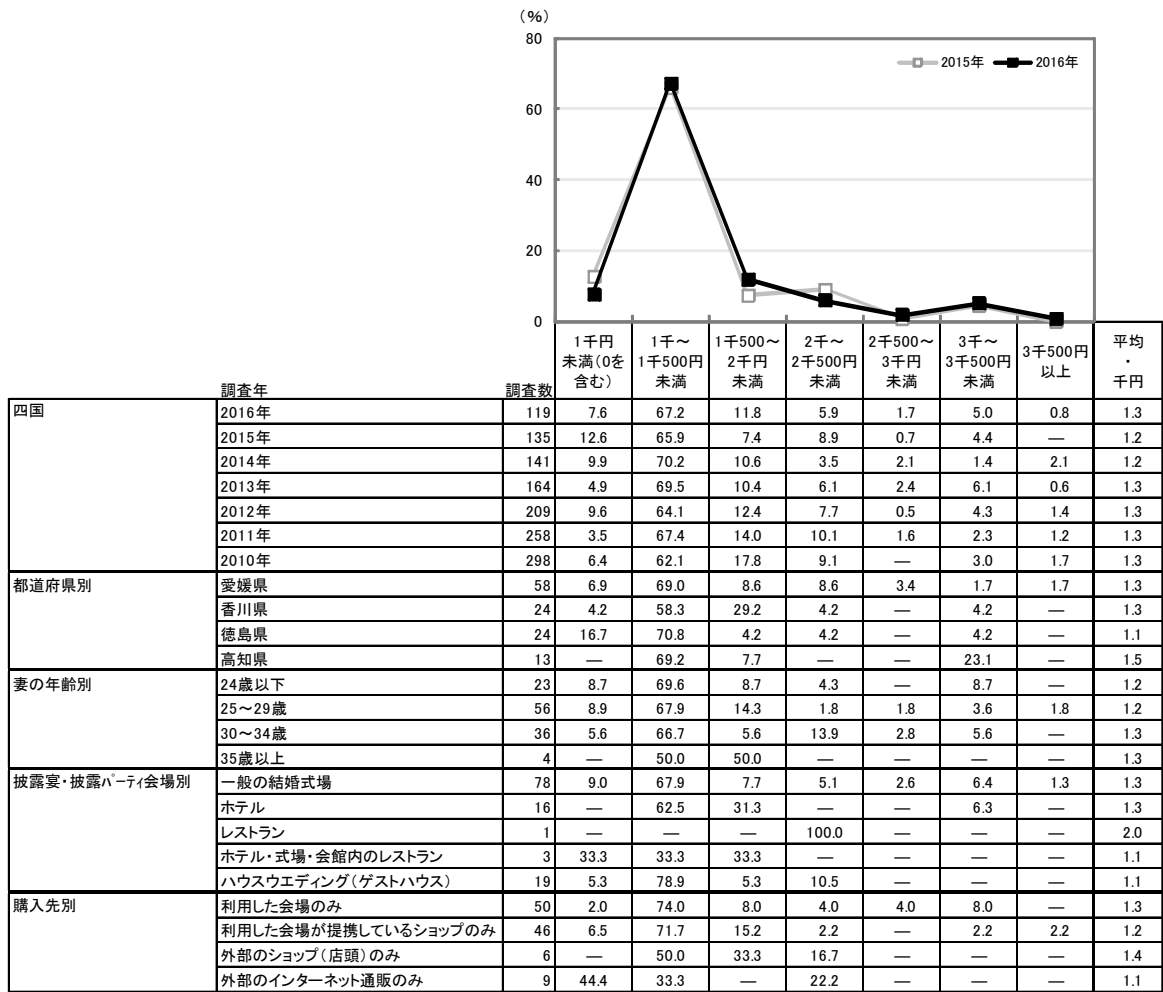 (%)
80
60
40
20
0
2015年 2016年
調査年 調査数 1千円未満(0を含む) 1千～1千500円未満 1千500～2千円未満 2千～2千500円未満 2千500～3千円未満 3千～3千500円未満 3千500円以上 平均・千円
四国 2016年 119 7.6 67.2 11.8 5.9 1.7 5.0 0.8 1.3
2015年 135 12.6 65.9 7.4 8.9 0.7 4.4 — 1.2
2014年 141 9.9 70.2 10.6 3.5 2.1 1.4 2.1 1.2
2013年 164 4.9 69.5 10.4 6.1 2.4 6.1 0.6 1.3
2012年 209 9.6 64.1 12.4 7.7 0.5 4.3 1.4 1.3
2011年 258 3.5 67.4 14.0 10.1 1.6 2.3 1.2 1.3
2010年 298 6.4 62.1 17.8 9.1 — 3.0 1.7 1.3
都道府県別 愛媛県 58 6.9 69.0 8.6 8.6 3.4 1.7 1.7 1.3
香川県 24 4.2 58.3 29.2 4.2 — 4.2 — 1.3
徳島県 24 16.7 70.8 4.2 4.2 — 4.2 — 1.1
高知県 13 — 69.2 7.7 — — 23.1 — 1.5
妻の年齢別 24歳以下 23 8.7 69.6 8.7 4.3 — 8.7 — 1.2
25～29歳 56 8.9 67.9 14.3 1.8 1.8 3.6 1.8 1.2
30～34歳 36 5.6 66.7 5.6 13.9 2.8 5.6 — 1.3
35歳以上 4 — 50.0 50.0 — — — — 1.3
披露宴・披露パーティ会場別 一般の結婚式場 78 9.0 67.9 7.7 5.1 2.6 6.4 1.3 1.3
ホテル 16 — 62.5 31.3 — — 6.3 — 1.3
レストラン 1 — — — 100.0 — — — 2.0
ホテル・式場・会館内のレストラン 3 33.3 33.3 33.3 — — — — 1.1
ハウスウエディング(ゲストハウス) 19 5.3 78.9 5.3 10.5 — — — 1.1
購入先別 利用した会場のみ 50 2.0 74.0 8.0 4.0 4.0 8.0 — 1.3
利用した会場が提携しているショップのみ 46 6.5 71.7 15.2 2.2 — 2.2 2.2 1.2
外部のショップ(店頭)のみ 6 — 50.0 33.3 16.7 — — — 1.4
外部のインターネット通販のみ 9 44.4 33.3 — 22.2 — — — 1.1